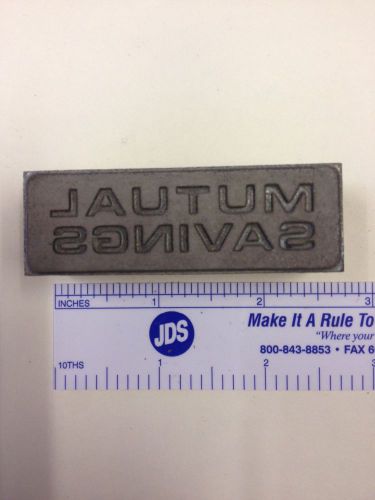 MUTUAL
SAVINGS
INCHES 1 2 3
JDS
Make It A Rule To
"Where your
800-843-8853 • FAX 6
10THS 1 2